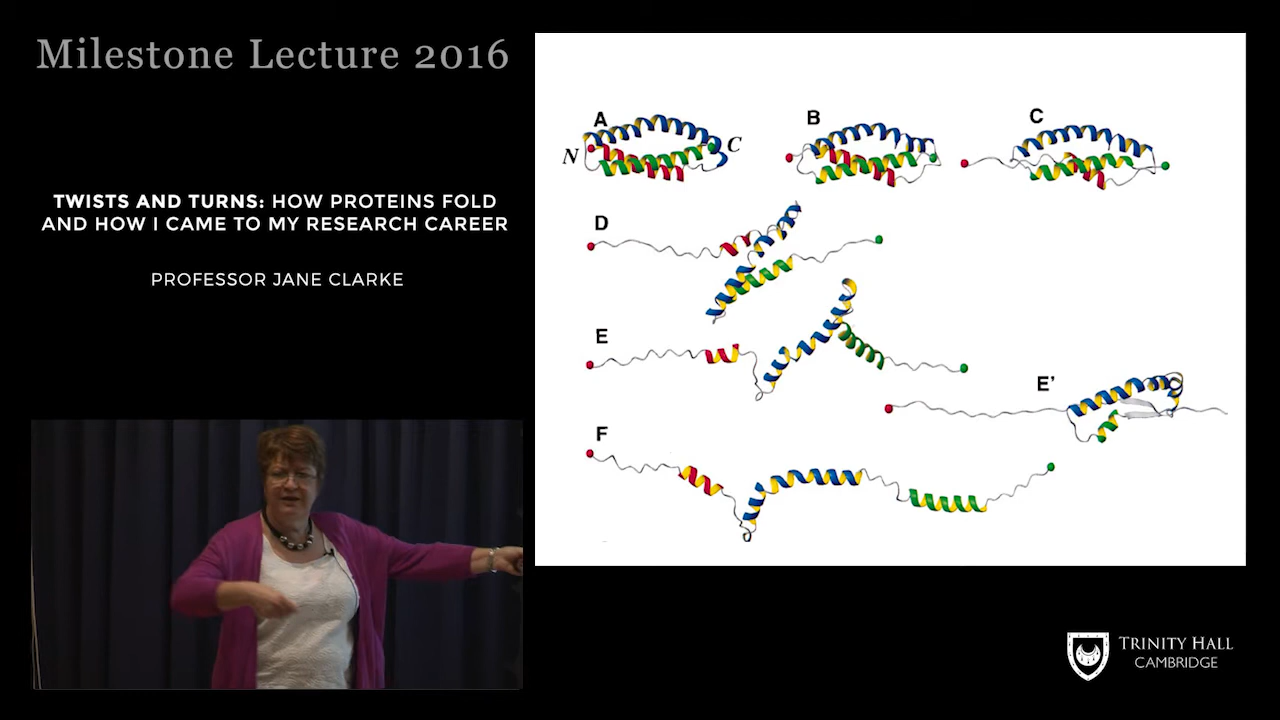 Milestone Lecture 2016
TWISTS AND TURNS: HOW PROTEINS FOLD
AND HOW I CAME TO MY RESEARCH CAREER
PROFESSOR JANE CLARKE
A
B
C
N
C
D
E
E’
F
TRINITY HALL
CAMBRIDGE